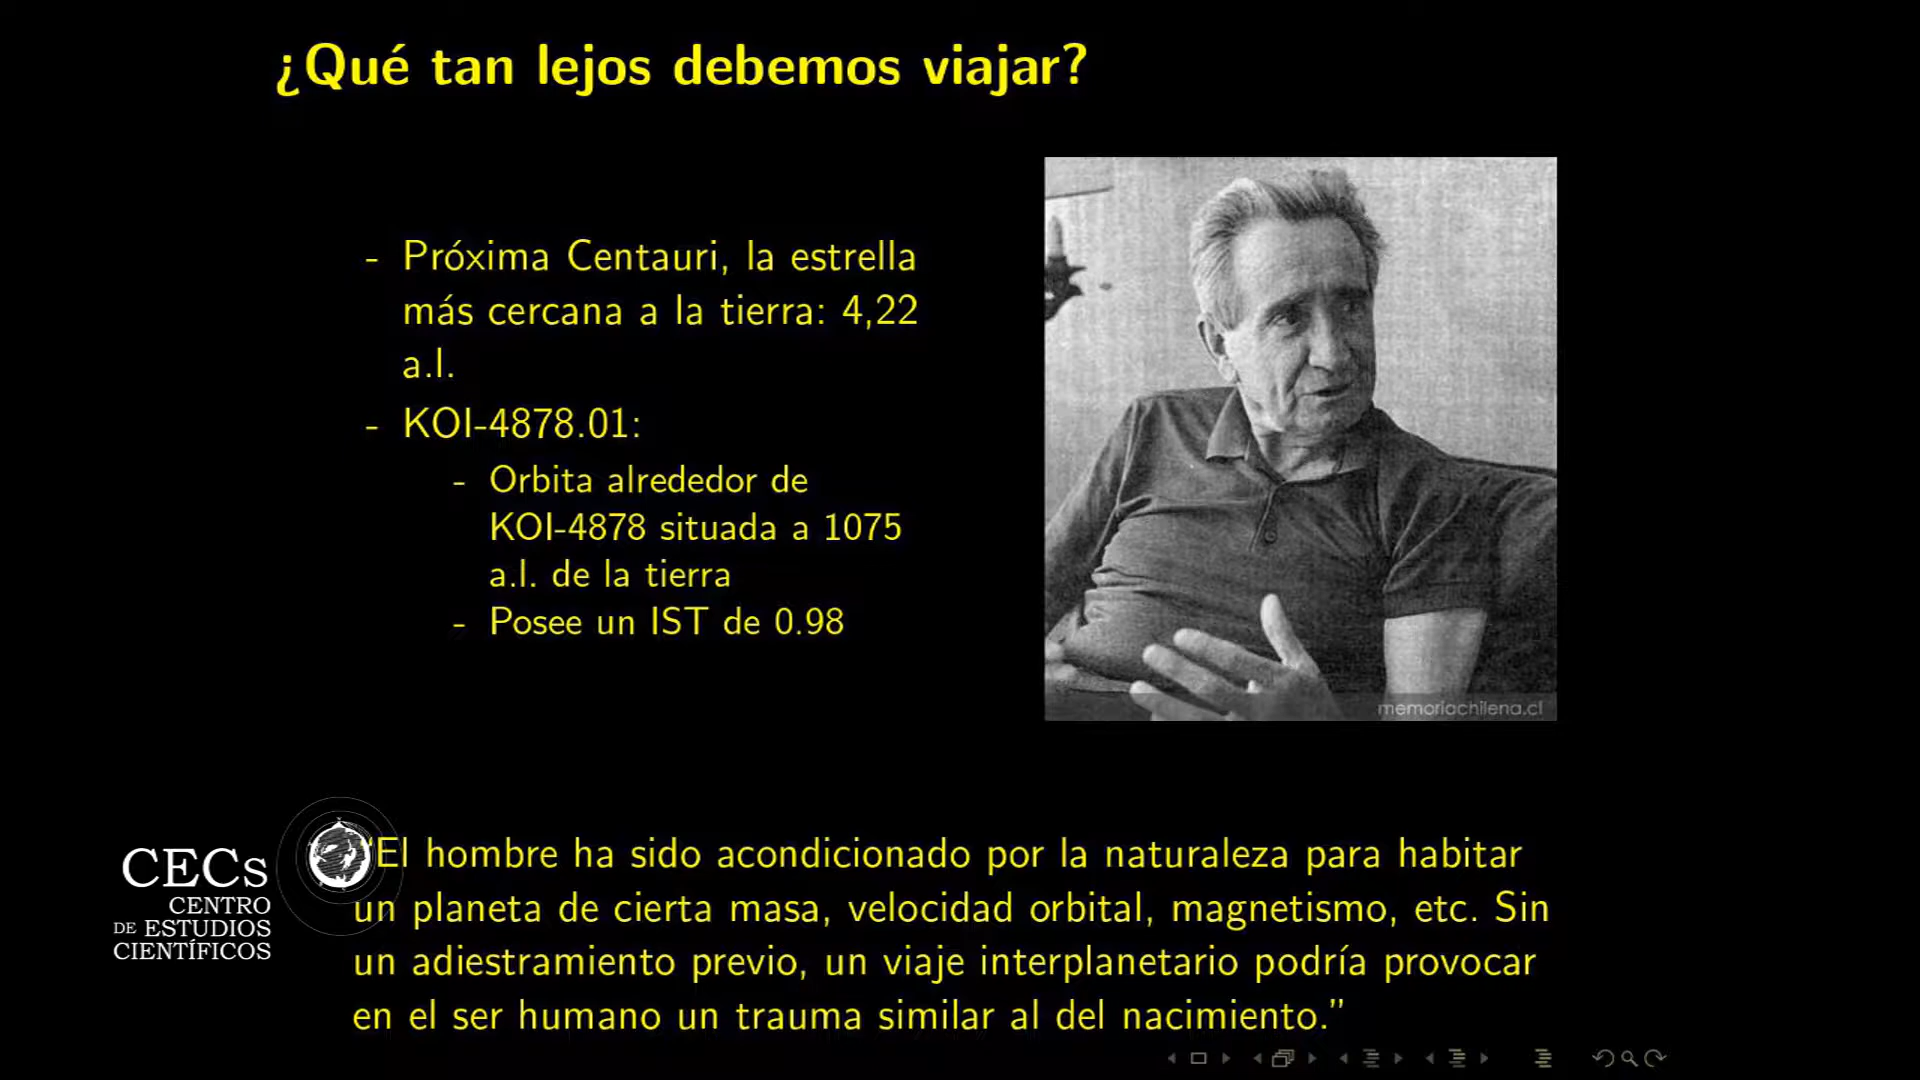 ¿Qué tan lejos debemos viajar?
- Próxima Centauri, la estrella
más cercana a la tierra: 4,22
a.l.
- KOI-4878.01:
- Orbita alrededor de
KOI-4878 situada a 1075
a.l. de la tierra
- Posee un IST de 0.98
memoriachilena.cl
CECs
CENTRO
DE ESTUDIOS
CIENTÍFICOS
“El hombre ha sido acondicionado por la naturaleza para habitar
un planeta de cierta masa, velocidad orbital, magnetismo, etc. Sin
un adiestramiento previo, un viaje interplanetario podría provocar
en el ser humano un trauma similar al del nacimiento.”